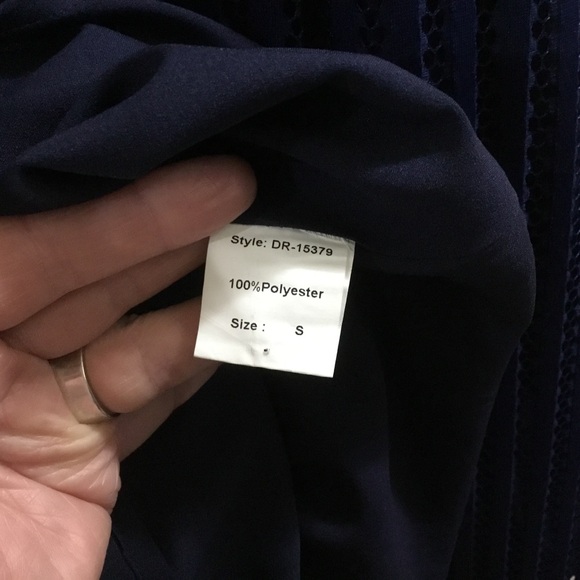 Style: DR-15379
100%Polyester
Size : S